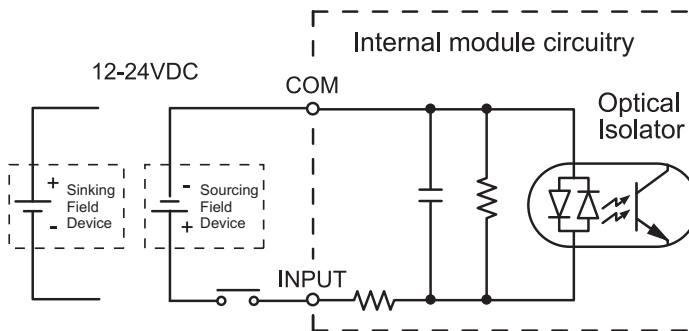 Internal module circuitry
12-24VDC
COM
Optical
Isolator
+
Sinking
Field
Device
-
-
Sourcing
Field
Device
+
INPUT